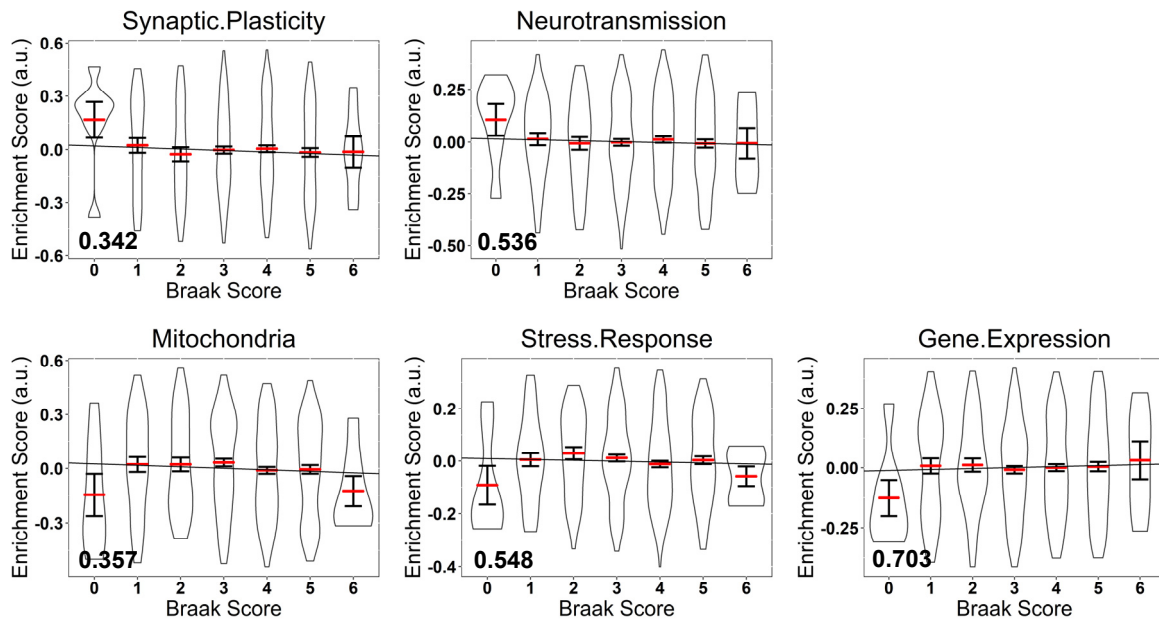 Synaptic.Plasticity
Enrichment Score (a.u.)
0.6
0.3
0.0
-0.3
-0.6
0.342
0 1 2 3 4 5 6
Braak Score
Neurotransmission
Enrichment Score (a.u.)
0.25
0.00
-0.25
-0.50
0.536
0 1 2 3 4 5 6
Braak Score
Mitochondria
Enrichment Score (a.u.)
0.6
0.3
0.0
-0.3
0.357
0 1 2 3 4 5 6
Braak Score
Stress.Response
Enrichment Score (a.u.)
0.2
0.0
-0.2
-0.4
0.548
0 1 2 3 4 5 6
Braak Score
Gene.Expression
Enrichment Score (a.u.)
0.25
0.00
-0.25
0.703
0 1 2 3 4 5 6
Braak Score